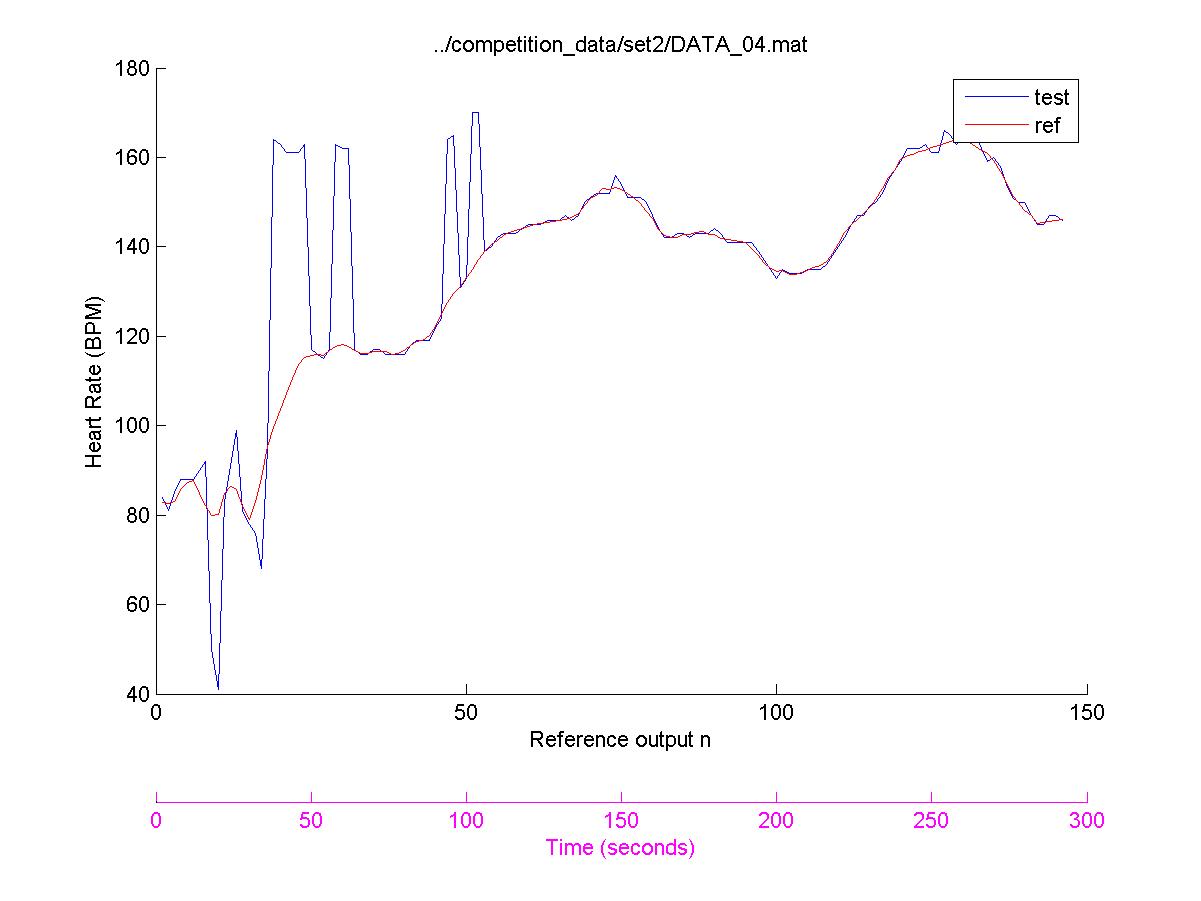 ../competition_data/set2/DATA_04.mat
180
160
140
120
100
80
60
40
Heart Rate (BPM)
test
ref
0 50 100 150
Reference output n
0 50 100 150 200 250 300
Time (seconds)